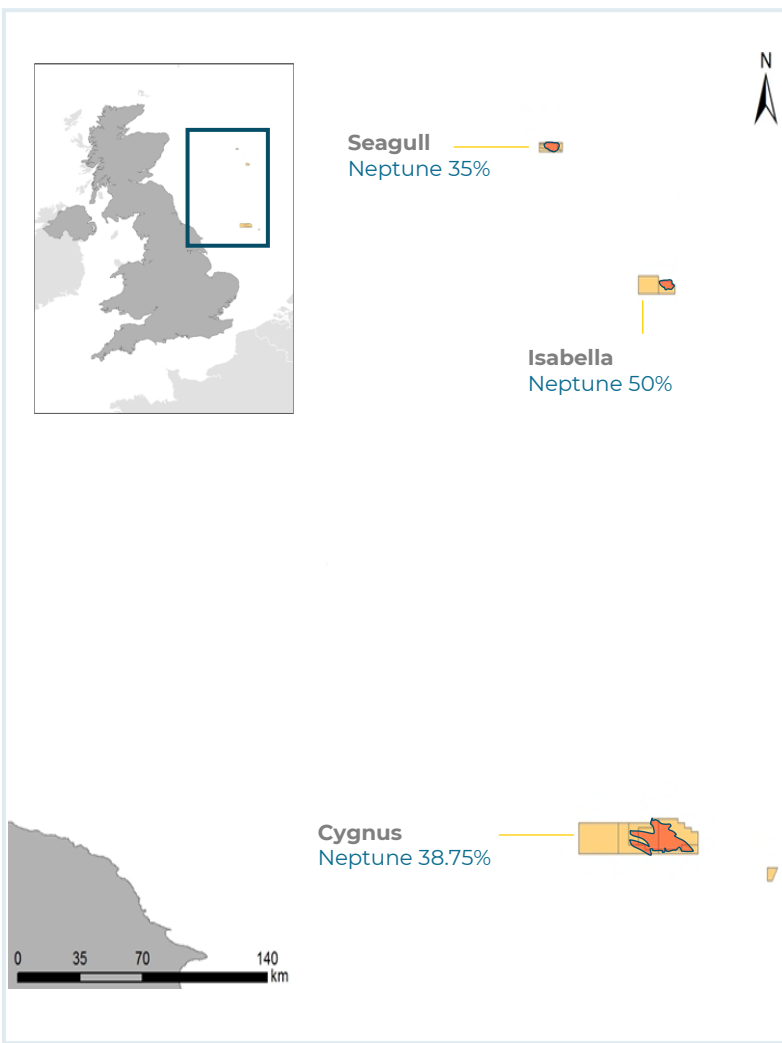 N
Seagull
Neptune 35%
Isabella
Neptune 50%
Cygnus
Neptune 38.75%
0 35 70 140
km